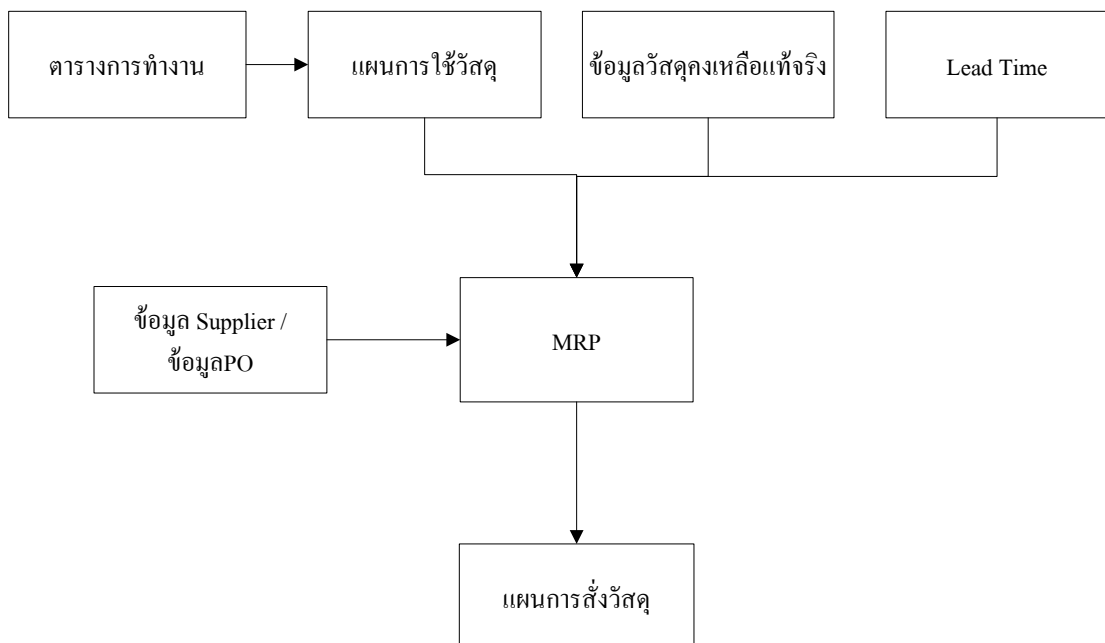 ตารางการทำงาน
แผนการใช้วัสดุ
ข้อมูลวัสดุคงเหลือแท้จริง
Lead Time
ข้อมูล Supplier /
ข้อมูลPO
MRP
แผนการสั่งวัสดุ